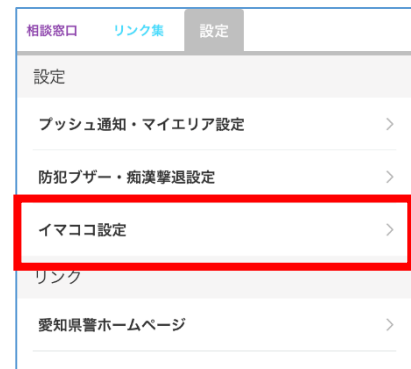 相談窓口 リンク集 設定
設定
プッシュ通知・マイエリア設定
防犯ブザー・痴漢撃退設定
イマココ設定
リンク
愛知県警ホームページ